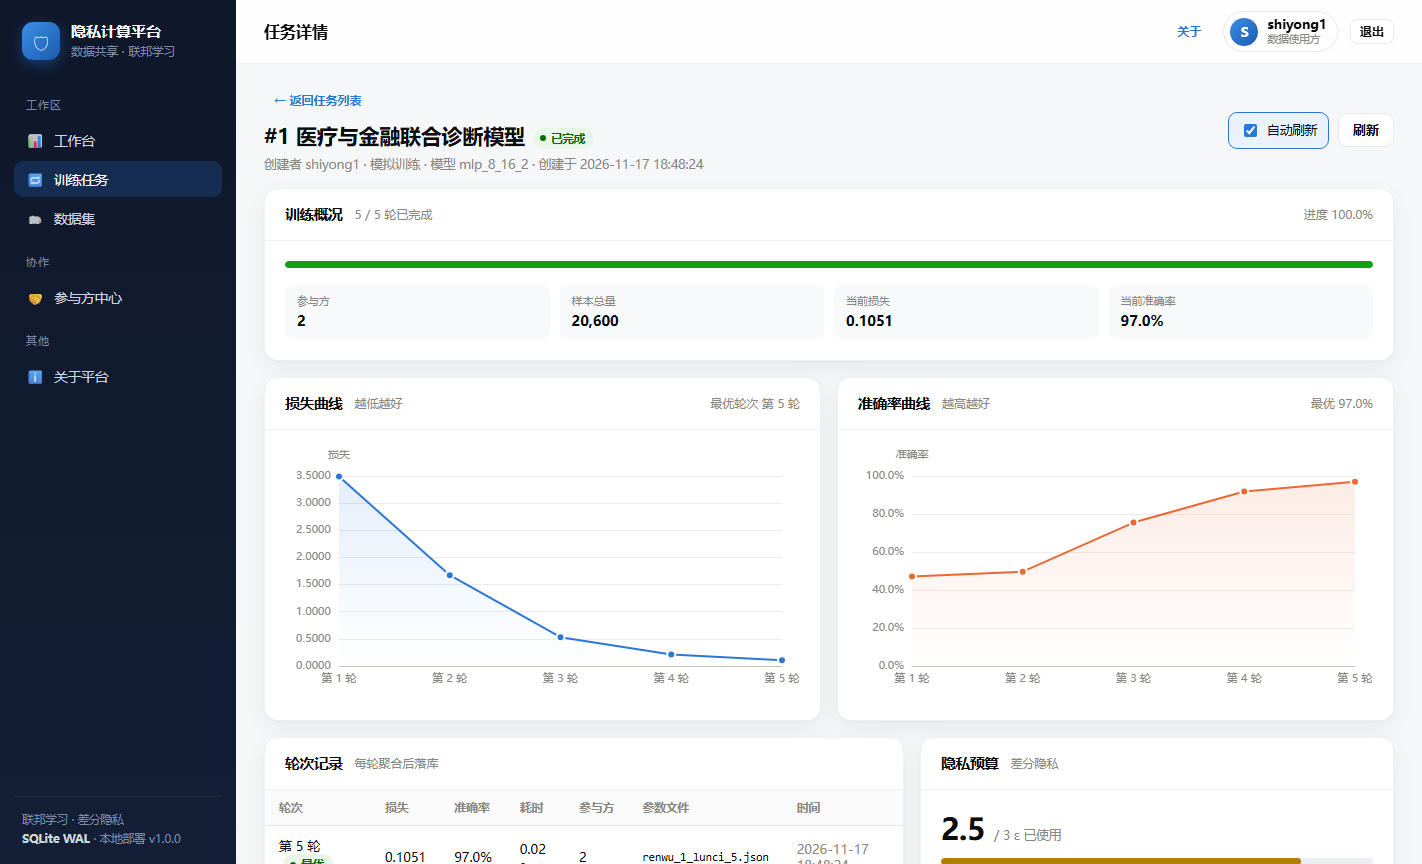 隐私计算平台
数据共享 · 联邦学习
工作区
工作台
训练任务
数据集
协作
参与方中心
其他
关于平台
联邦学习 · 差分隐私
SQLite WAL · 本地部署 v1.0.0
任务详情
关于
S
shiyong1
数据使用方
退出
← 返回任务列表
#1 医疗与金融联合诊断模型
已完成
创建者 shiyong1 · 模拟训练 · 模型 mlp_8_16_2 · 创建于 2026-11-17 18:48:24
自动刷新
刷新
训练概况 5 / 5 轮已完成
进度 100.0%
参与方
2
样本总量
20,600
当前损失
0.1051
当前准确率
97.0%
损失曲线 越低越好
最优轮次 第 5 轮
损失
3.5000
3.0000
2.5000
2.0000
1.5000
1.0000
0.5000
0.0000
第 1 轮 第 2 轮 第 3 轮 第 4 轮 第 5 轮
准确率曲线 越高越好
最优 97.0%
准确率
100.0%
80.0%
60.0%
40.0%
20.0%
0.0%
第 1 轮 第 2 轮 第 3 轮 第 4 轮 第 5 轮
轮次记录 每轮聚合后落库
轮次 损失 准确率 耗时 参与方 参数文件 时间
第 5 轮
0.1051 97.0% 0.02 2 renwu_1_lunci_5.json 2026-11-17
隐私预算 差分隐私
2.5 / 3 ε 已使用